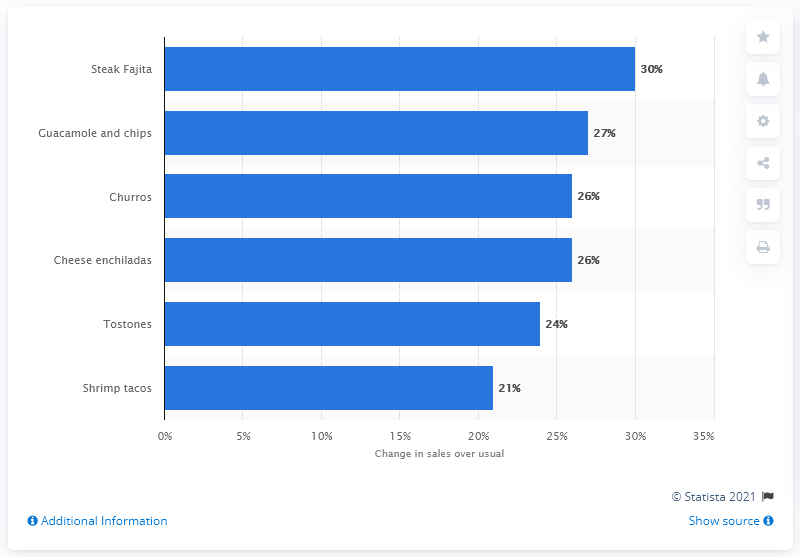 Steak Fajita 30%
Guacamole and chips 27%
Churros 26%
Cheese enchiladas 26%
Tostones 24%
Shrimp tacos 21%
0% 5% 10% 15% 20% 25% 30% 35%
Change in sales over usual
© Statista 2021
Additional Information Show source